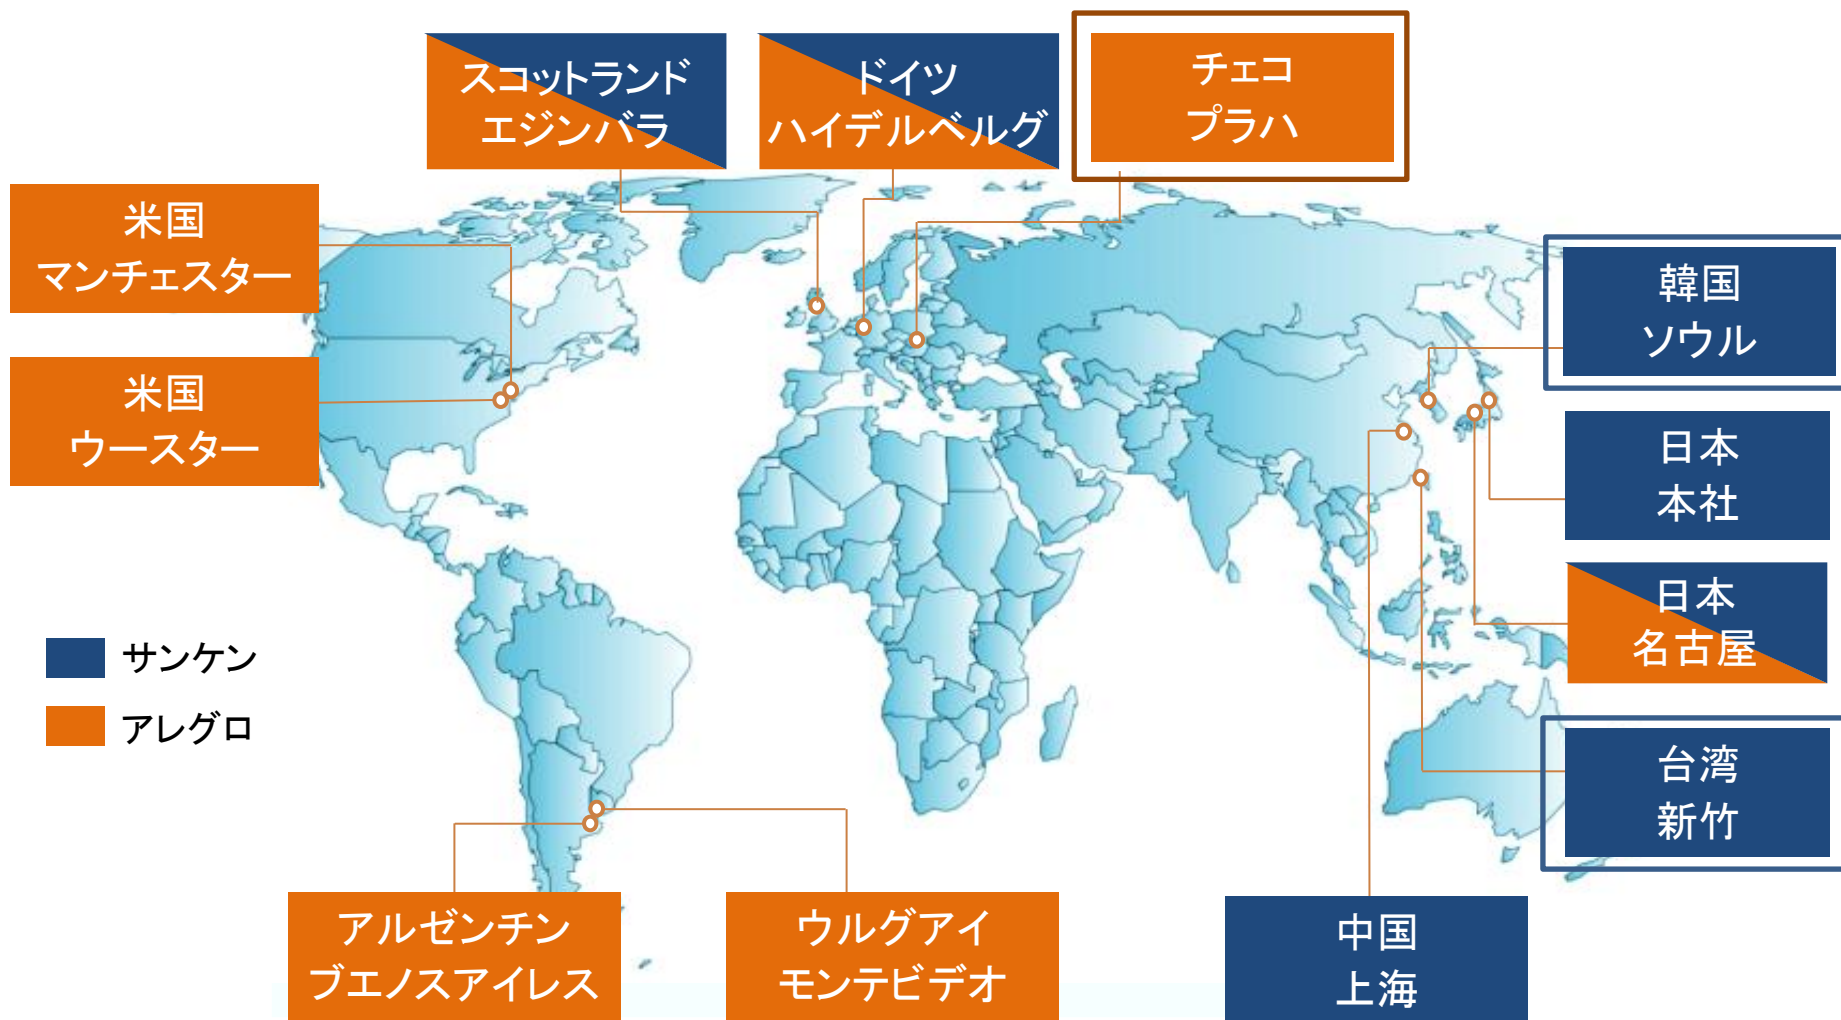 スコットランド
エジンバラ
ドイツ
ハイデルベルグ
チェコ
プラハ
米国
マンチェスター
米国
ウースター
韓国
ソウル
日本
本社
日本
名古屋
台湾
新竹
サンケン
アレグロ
アルゼンチン
ブエノスアイレス
ウルグアイ
モンテビデオ
中国
上海